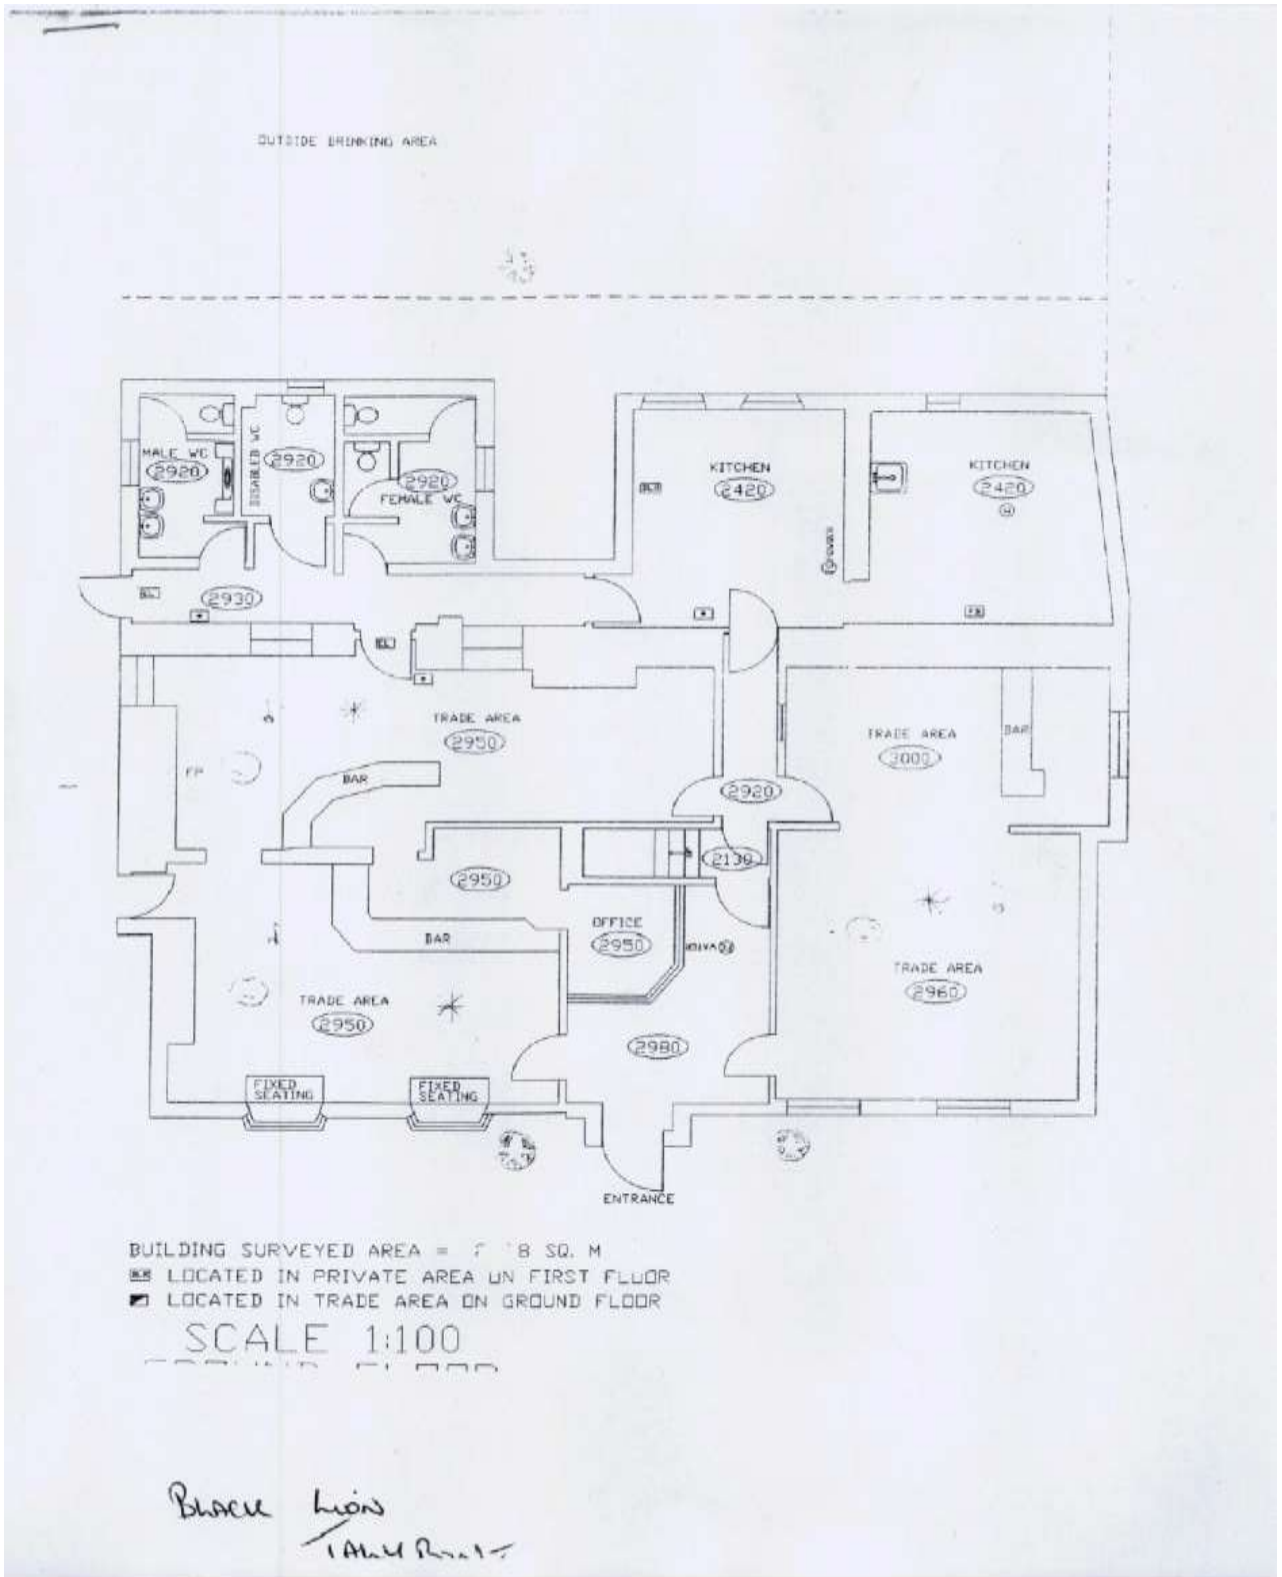 OUTSIDE DRINKING AREA
MALE WC
2920
DISABLED WC
2920
2920
FEMALE WC
KITCHEN
2420
KITCHEN
2420
W
POWER
2930
TRADE AREA
2950
FP
BAR
TRADE AREA
3000
BAR
2920
2130
2950
OFFICE
2950
WATER
BAR
TRADE AREA
2950
TRADE AREA
2960
2980
FIXED
SEATING
FIXED
SEATING
ENTRANCE
BUILDING SURVEYED AREA = 8 SQ. M
LOCATED IN PRIVATE AREA ON FIRST FLOOR
LOCATED IN TRADE AREA ON GROUND FLOOR
SCALE 1:100
BLACK LION